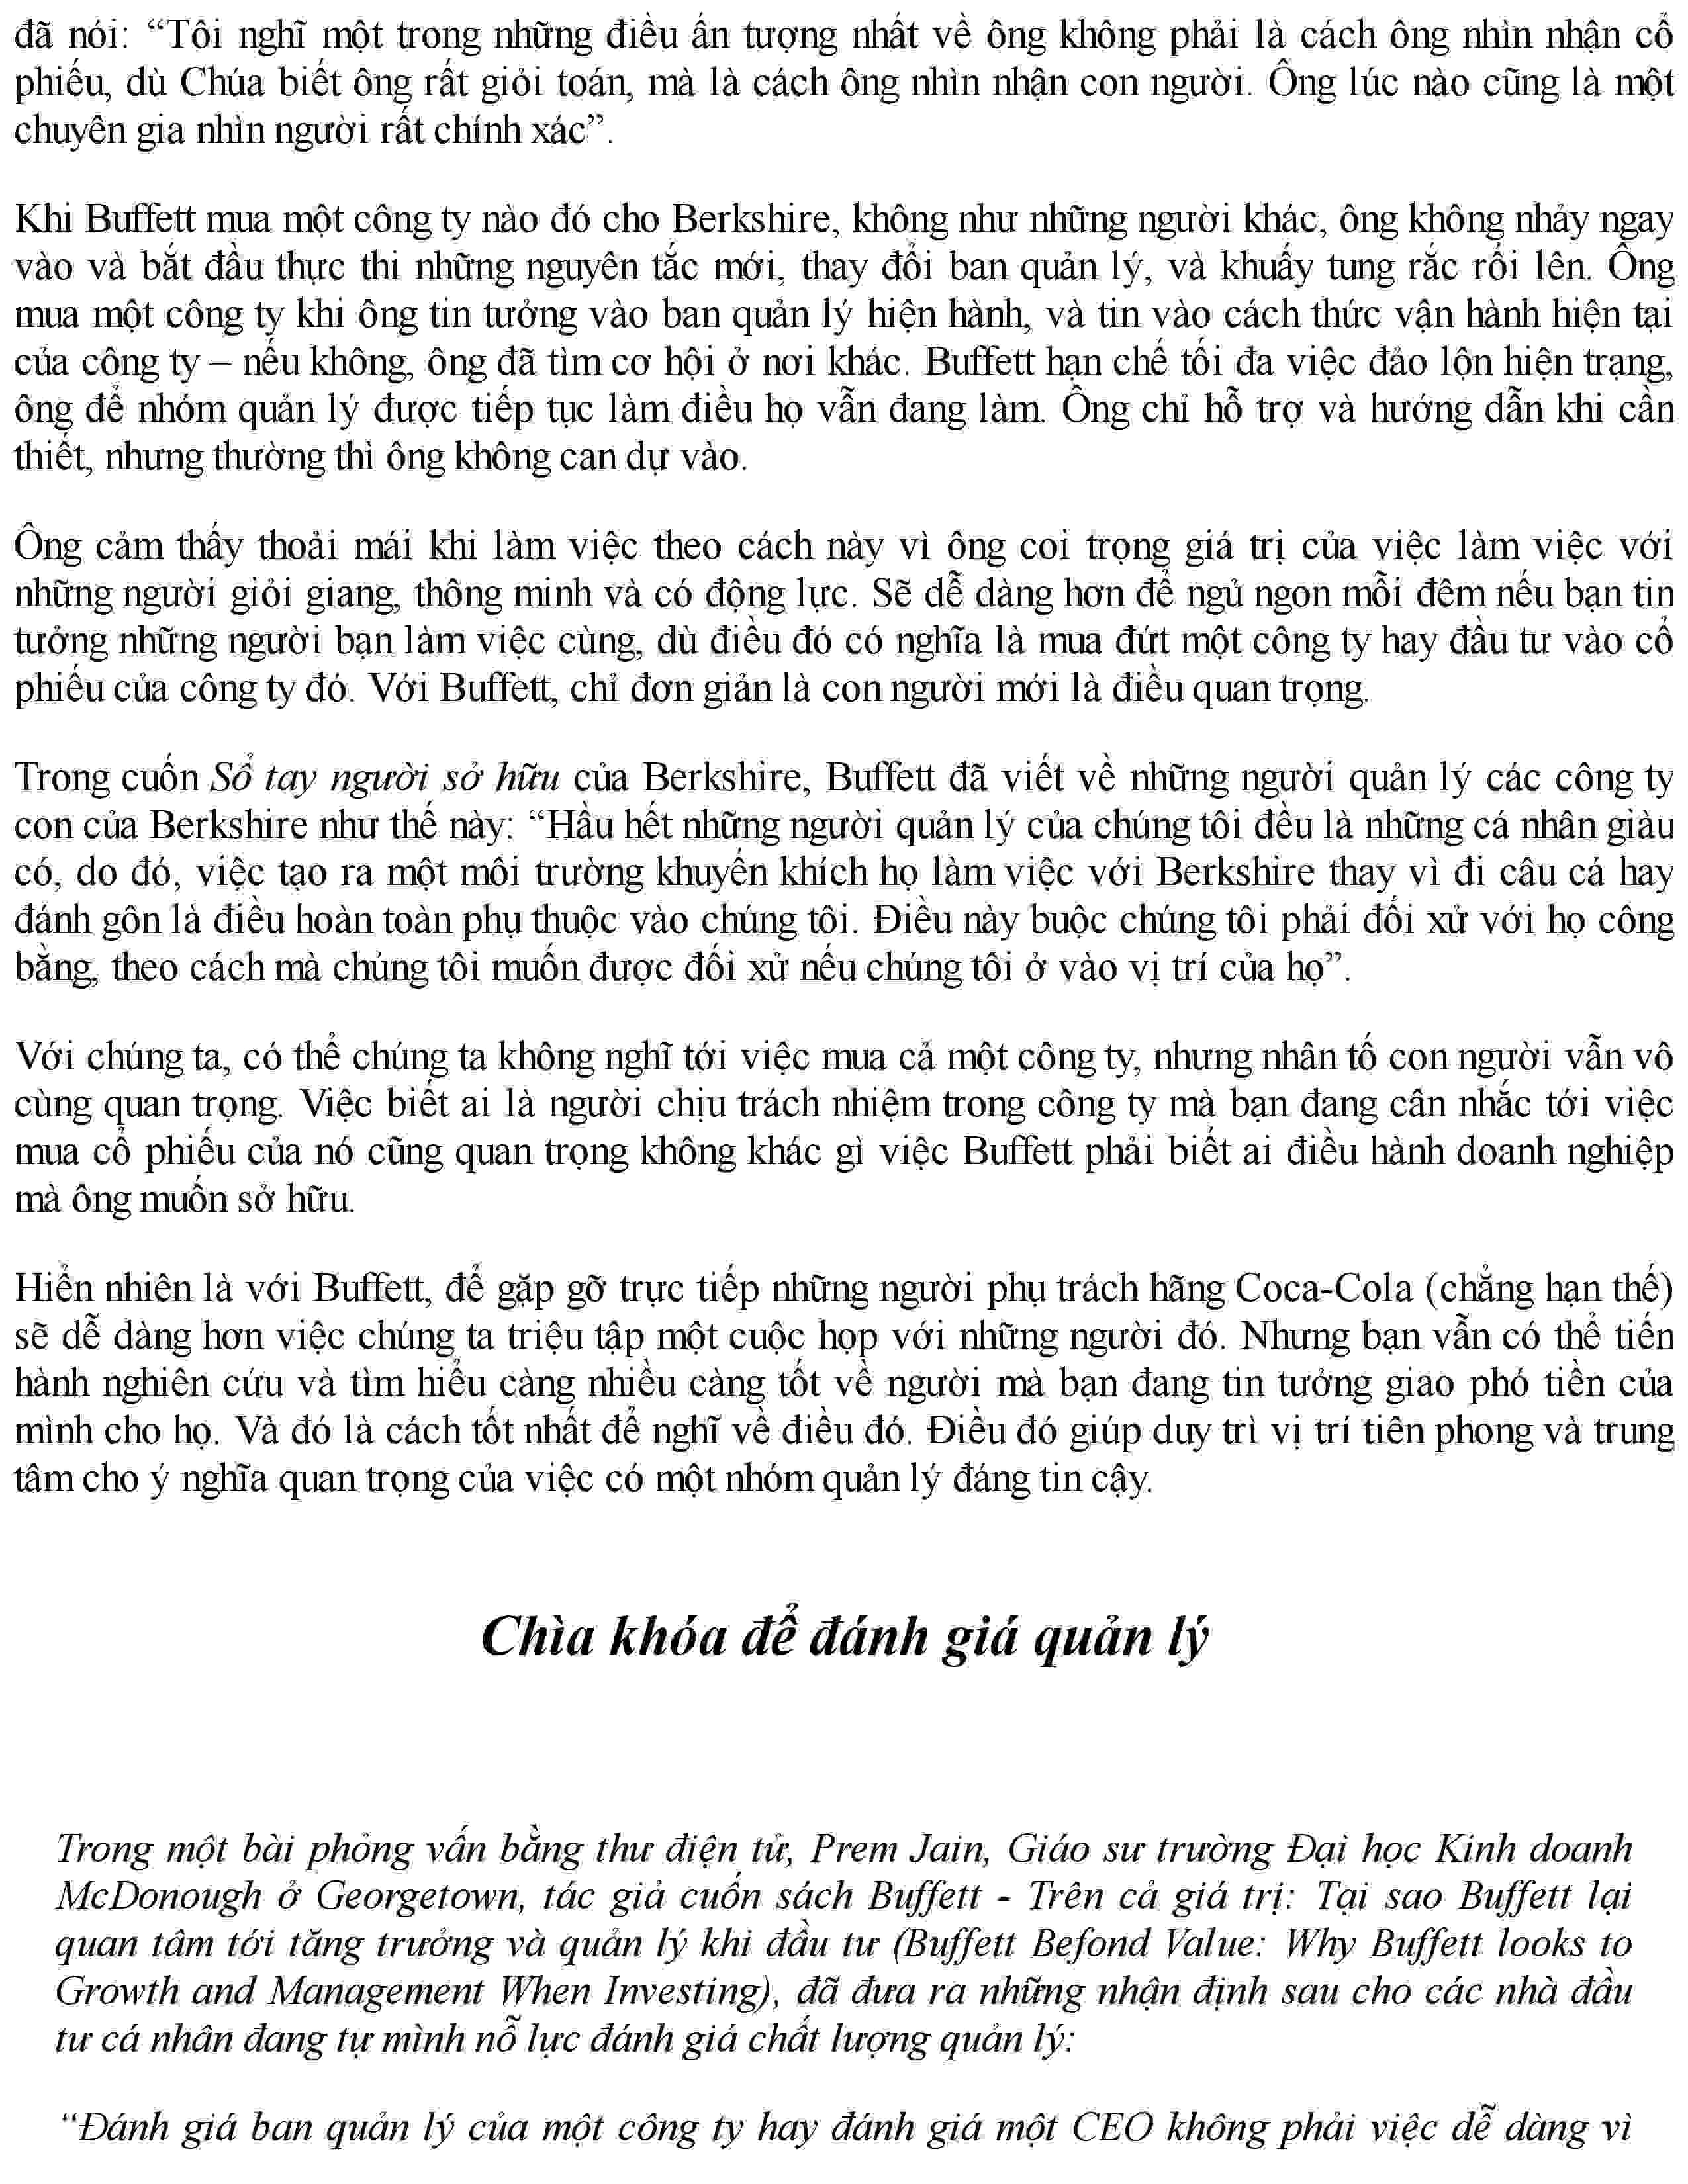 đã nói: “Tôi nghĩ một trong những điều ấn tượng nhất về ông không phải là cách ông nhìn nhận cổ
phiếu, dù Chúa biết ông rất giỏi toán, mà là cách ông nhìn nhận con người. Ông lúc nào cũng là một
chuyên gia nhìn người rất chính xác”.
Khi Buffett mua một công ty nào đó cho Berkshire, không như những người khác, ông không nhảy ngay
vào và bắt đầu thực thi những nguyên tắc mới, thay đổi ban quản lý, và khuấy tung rắc rối lên. Ông
mua một công ty khi ông tin tưởng vào ban quản lý hiện hành, và tin vào cách thức vận hành hiện tại
của công ty – nếu không, ông đã tìm cơ hội ở nơi khác. Buffett hạn chế tối đa việc đảo lộn hiện trạng,
ông để nhóm quản lý được tiếp tục làm điều họ vẫn đang làm. Ông chỉ hỗ trợ và hướng dẫn khi cần
thiết, nhưng thường thì ông không can dự vào.
Ông cảm thấy thoải mái khi làm việc theo cách này vì ông coi trọng giá trị của việc làm việc với
những người giỏi giang, thông minh và có động lực. Sẽ dễ dàng hơn để ngủ ngon mỗi đêm nếu bạn tin
tưởng những người bạn làm việc cùng, dù điều đó có nghĩa là mua đứt một công ty hay đầu tư vào cổ
phiếu của công ty đó. Với Buffett, chỉ đơn giản là con người mới là điều quan trọng.
Trong cuốn Sổ tay người sở hữu của Berkshire, Buffett đã viết về những người quản lý các công ty
con của Berkshire như thế này: “Hầu hết những người quản lý của chúng tôi đều là những cá nhân giàu
có, do đó, việc tạo ra một môi trường khuyến khích họ làm việc với Berkshire thay vì đi câu cá hay
đánh gôn là điều hoàn toàn phụ thuộc vào chúng tôi. Điều này buộc chúng tôi phải đối xử với họ công
bằng, theo cách mà chúng tôi muốn được đối xử nếu chúng tôi ở vào vị trí của họ”.
Với chúng ta, có thể chúng ta không nghĩ tới việc mua cả một công ty, nhưng nhân tố con người vẫn vô
cùng quan trọng. Việc biết ai là người chịu trách nhiệm trong công ty mà bạn đang cân nhắc tới việc
mua cổ phiếu của nó cũng quan trọng không khác gì việc Buffett phải biết ai điều hành doanh nghiệp
mà ông muốn sở hữu.
Hiển nhiên là với Buffett, để gặp gỡ trực tiếp những người phụ trách hãng Coca-Cola (chẳng hạn thế)
sẽ dễ dàng hơn việc chúng ta triệu tập một cuộc họp với những người đó. Nhưng bạn vẫn có thể tiến
hành nghiên cứu và tìm hiểu càng nhiều càng tốt về người mà bạn đang tin tưởng giao phó tiền của
mình cho họ. Và đó là cách tốt nhất để nghĩ về điều đó. Điều đó giúp duy trì vị trí tiên phong và trung
tâm cho ý nghĩa quan trọng của việc có một nhóm quản lý đáng tin cậy.
Chìa khóa để đánh giá quản lý
Trong một bài phỏng vấn bằng thư điện tử, Prem Jain, Giáo sư trường Đại học Kinh doanh
McDonough ở Georgetown, tác giả cuốn sách Buffett - Trên cả giá trị: Tại sao Buffett lại
quan tâm tới tăng trưởng và quản lý khi đầu tư (Buffett Befond Value: Why Buffett looks to
Growth and Management When Investing), đã đưa ra những nhận định sau cho các nhà đầu
tư cá nhân đang tự mình nỗ lực đánh giá chất lượng quản lý:
“Đánh giá ban quản lý của một công ty hay đánh giá một CEO không phải việc dễ dàng vì